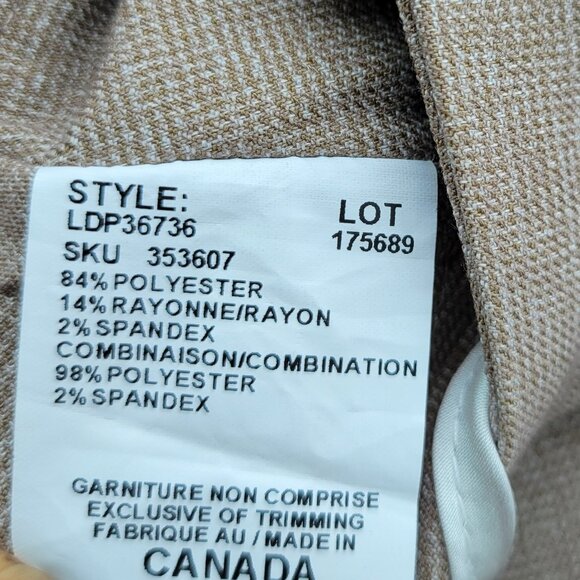 STYLE:
LDP36736
LOT
175689
SKU 353607
84% POLYESTER
14% RAYONNE/RAYON
2% SPANDEX
COMBINAISON/COMBINATION
98% POLYESTER
2% SPANDEX
GARNITURE NON COMPRISE
EXCLUSIVE OF TRIMMING
FABRIQUE AU / MADE IN
CANADA